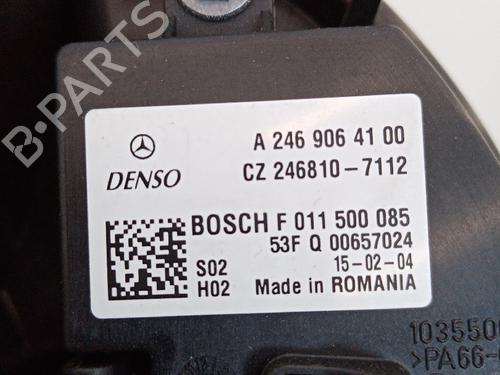 A 246 906 41 00
DENSO
CZ 246810-7112
BOSCH F 011 500 085
53F Q 00657024
S02
15-02-04
H02
Made in ROMANIA
B-PARTS